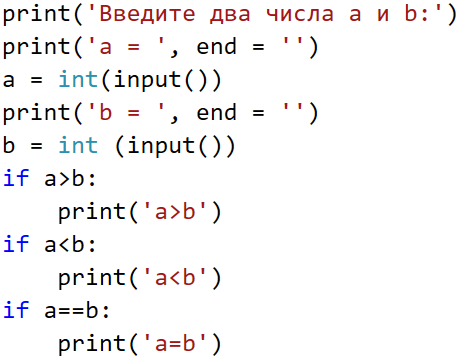 print('Введите два числа a и b:')
print('a = ', end = '')
a = int(input())
print('b = ', end = '')
b = int (input())
if a>b:
    print('a>b')
if a<b:
    print('a<b')
if a==b:
    print('a=b')